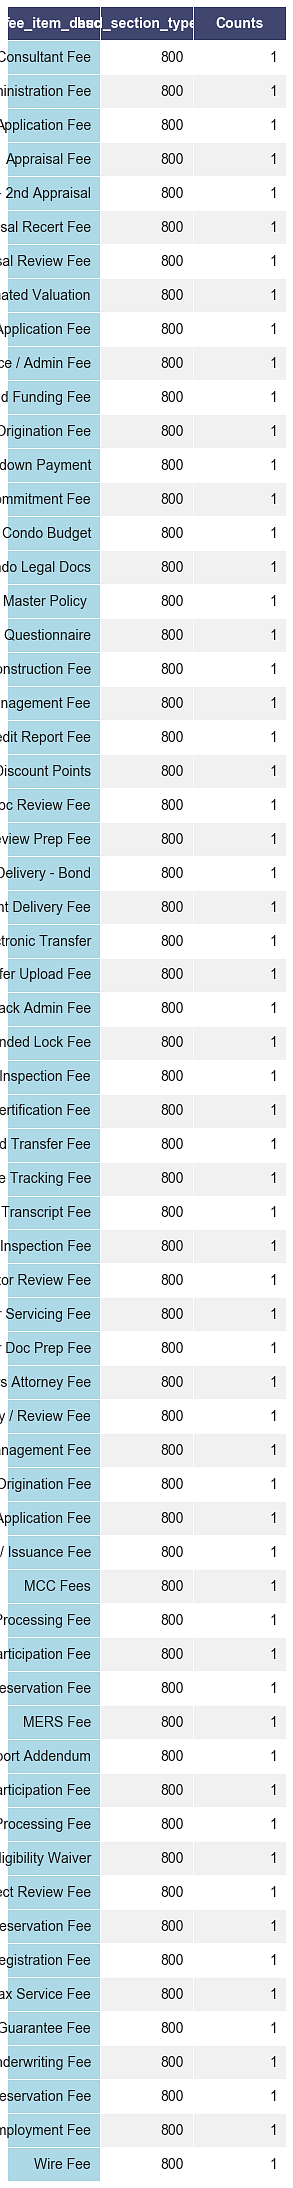 fee_item_desc hud_section_type Counts
Consultant Fee 800 1
ministration Fee 800 1
Application Fee 800 1
Appraisal Fee 800 1
- 2nd Appraisal 800 1
sal Recert Fee 800 1
sal Review Fee 800 1
nated Valuation 800 1
Application Fee 800 1
ce / Admin Fee 800 1
d Funding Fee 800 1
Origination Fee 800 1
down Payment 800 1
ommitment Fee 800 1
Condo Budget 800 1
ndo Legal Docs 800 1
Master Policy 800 1
Questionnaire 800 1
onstruction Fee 800 1
nagement Fee 800 1
edit Report Fee 800 1
Discount Points 800 1
oc Review Fee 800 1
eview Prep Fee 800 1
Delivery - Bond 800 1
nt Delivery Fee 800 1
ctronic Transfer 800 1
fer Upload Fee 800 1
ack Admin Fee 800 1
nded Lock Fee 800 1
Inspection Fee 800 1
ertification Fee 800 1
d Transfer Fee 800 1
e Tracking Fee 800 1
Transcript Fee 800 1
Inspection Fee 800 1
tor Review Fee 800 1
r Servicing Fee 800 1
r Doc Prep Fee 800 1
s Attorney Fee 800 1
y / Review Fee 800 1
anagement Fee 800 1
Origination Fee 800 1
Application Fee 800 1
/ Issuance Fee 800 1
MCC Fees 800 1
Processing Fee 800 1
articipation Fee 800 1
eservation Fee 800 1
MERS Fee 800 1
port Addendum 800 1
articipation Fee 800 1
Processing Fee 800 1
ligibility Waiver 800 1
ect Review Fee 800 1
eservation Fee 800 1
egistration Fee 800 1
ax Service Fee 800 1
Guarantee Fee 800 1
nderwriting Fee 800 1
eservation Fee 800 1
mployment Fee 800 1
Wire Fee 800 1